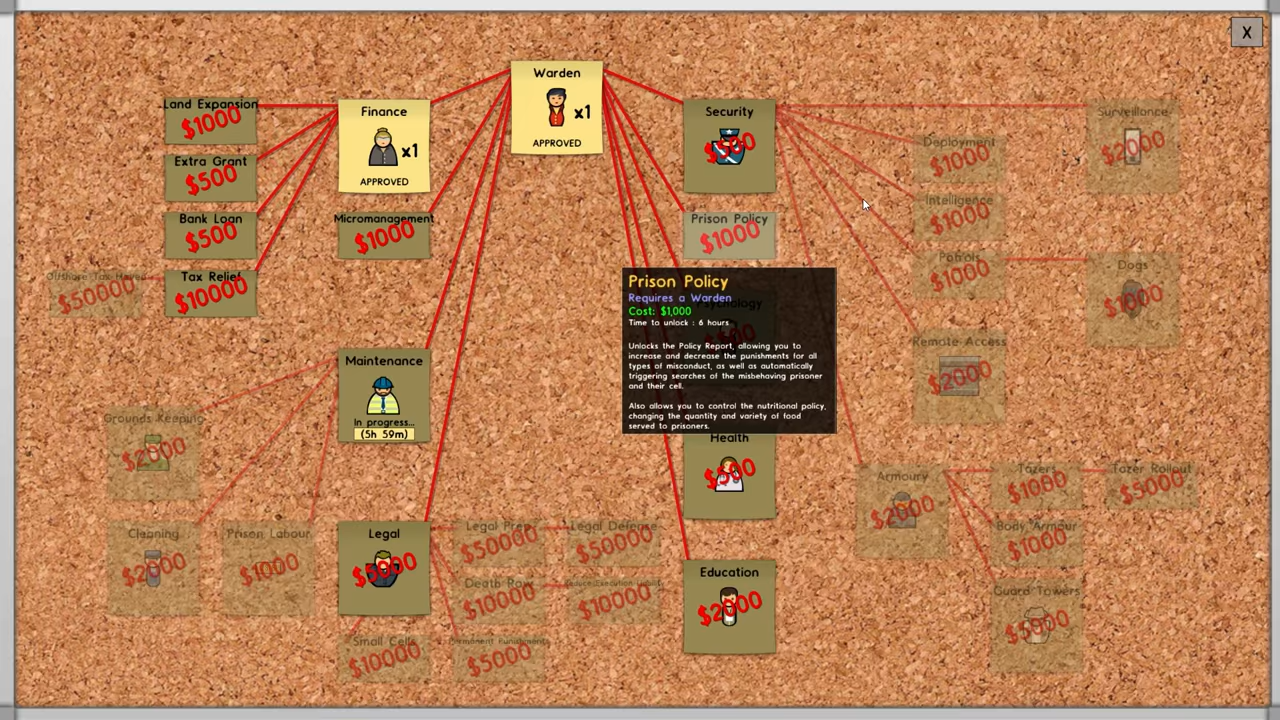 X
Warden
x1
APPROVED
Land Expansion
$1000
Finance
x1
APPROVED
Security
$500
Surveillance
$2000
Deployment
$1000
Extra Grant
$500
Intelligence
$1000
Bank Loan
$500
Micromanagement
$1000
Prison Policy
$1000
Patrols
$1000
Dogs
$1000
Offshore Tax Haven
$50000
Tax Relief
$10000
Prison Policy
Requires a Warden
Cost: $1,000
Time to unlock : 6 hours
Unlocks the Policy Report, allowing you to
increase and decrease the punishments for all
types of misconduct, as well as automatically
triggering searches of the misbehaving prisoner
and their cell.
Also allows you to control the nutritional policy,
changing the quantity and variety of food
served to prisoners.
Remote Access
$2000
Maintenance
In progress...
(5h 59m)
Grounds Keeping
$2000
Health
$500
Armoury
$2000
Tazers
$1000
Tazer Rollout
$5000
Cleaning
$2000
Prison Labour
$1000
Legal
$5000
Legal Prep
$50000
Legal Defense
$50000
Body Armour
$1000
Death Row
$10000
$10000
Education
$2000
Guard Towers
$5000
Small Cells
$10000
Permanent Punishments
$5000